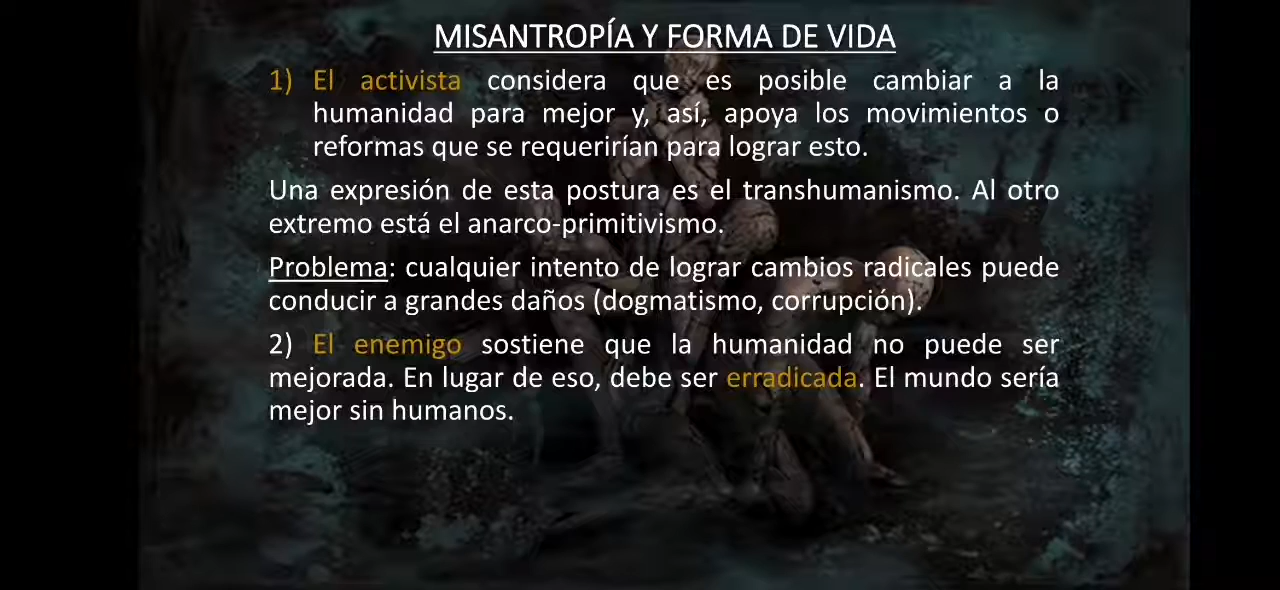 MISANTROPÍA Y FORMA DE VIDA
1) El activista considera que es posible cambiar a la
humanidad para mejor y, así, apoya los movimientos o
reformas que se requerirían para lograr esto.
Una expresión de esta postura es el transhumanismo. Al otro
extremo está el anarco-primitivismo.
Problema: cualquier intento de lograr cambios radicales puede
conducir a grandes daños (dogmatismo, corrupción).
2) El enemigo sostiene que la humanidad no puede ser
mejorada. En lugar de eso, debe ser erradicada. El mundo sería
mejor sin humanos.